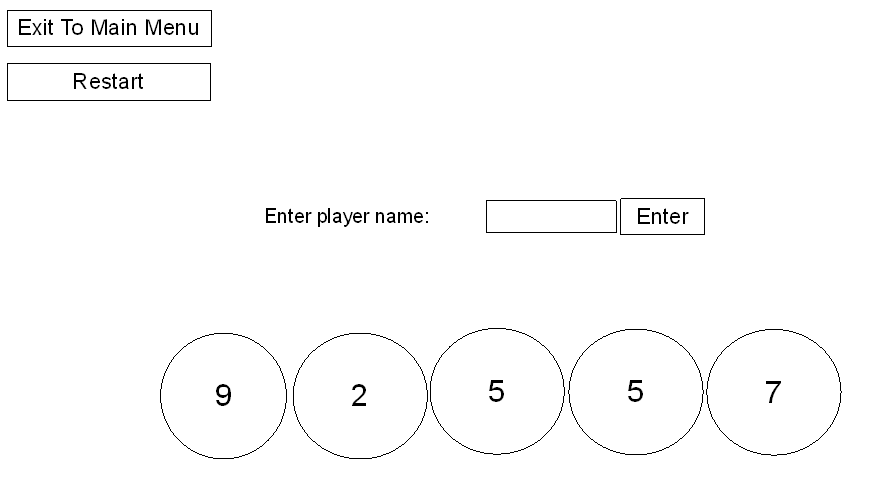 Exit To Main Menu
Restart
Enter player name:
Enter
9 2 5 5 7